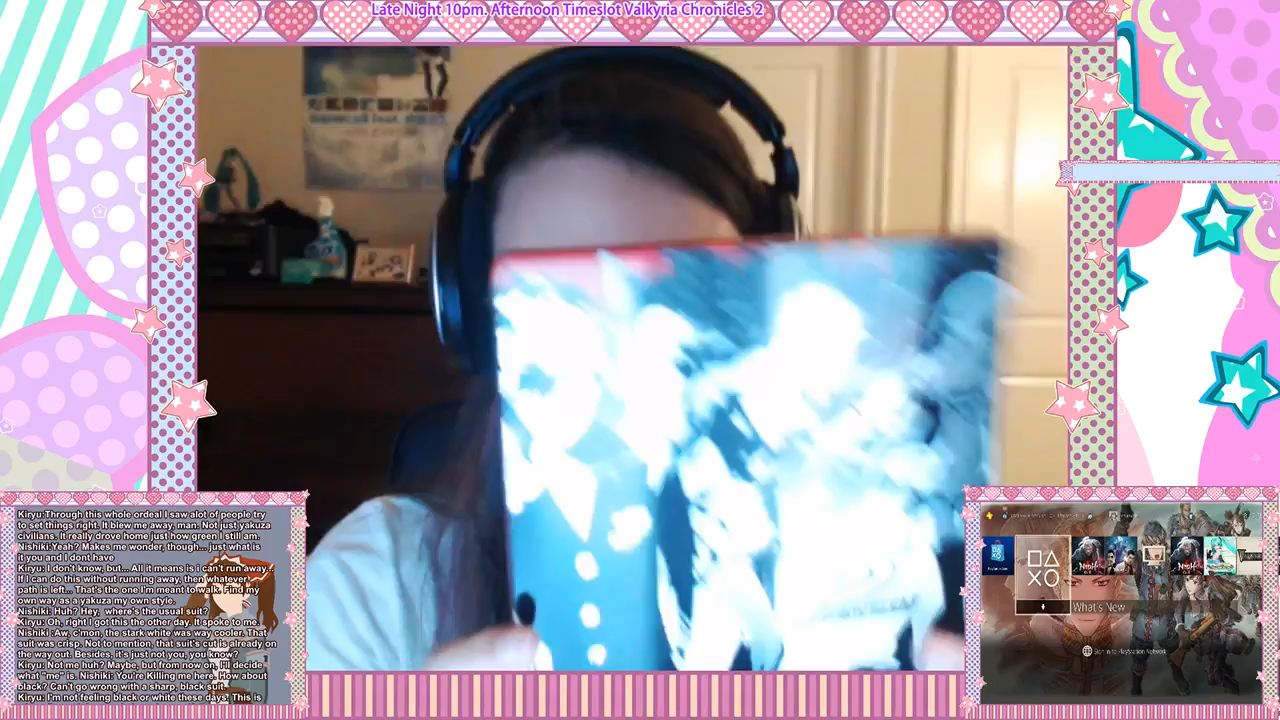 Late Night 10pm. Afternoon Timeslot Valkyria Chronicles 2
Kiryu:Through this whole ordeal I saw alot of people try
to set things right. It blew me away, man. Not just yakuza
civilians. It really drove home just how green I still am.
Nishiki:Yeah? Makes me wonder, though... just what is
it you and I don't have
Kiryu: I don't know, but... All it means is i can't run away...
If I can do this without running away, then whatever
path is left... That's the one I'm meant to walk. Find my
own way as a yakuza my own style.
Nishiki: Huh? Hey, where's the usual suit?
Kiryu: Oh, right I got this the other day. It spoke to me.
Nishiki :Aw, c'mon, the stark white was way cooler. That
suit was crisp. Not to mention, that suit's cut is already on
the way out. Besides, it's just not you, you know?
Kiryu: Not me huh? Maybe, but from now on, I'll decide
what "me" is. Nishiki: You're Killing me here. How about
black? Can't go wrong with a sharp, black suit.
Kiryu: I'm not feeling black or white these days. This is
What's New
Sign in to PlayStation Network